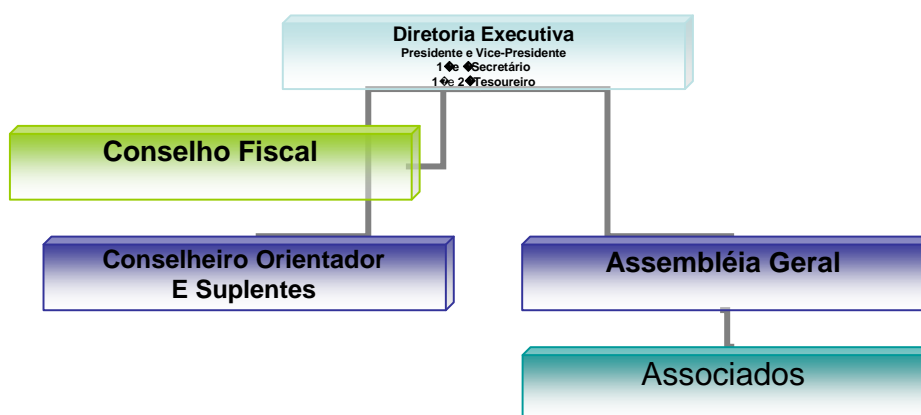 Diretoria Executiva
Presidente e Vice-Presidente
1�e �Secretário
1�e 2�Tesoureiro
Conselho Fiscal
Conselheiro Orientador
E Suplentes
Assembléia Geral
Associados